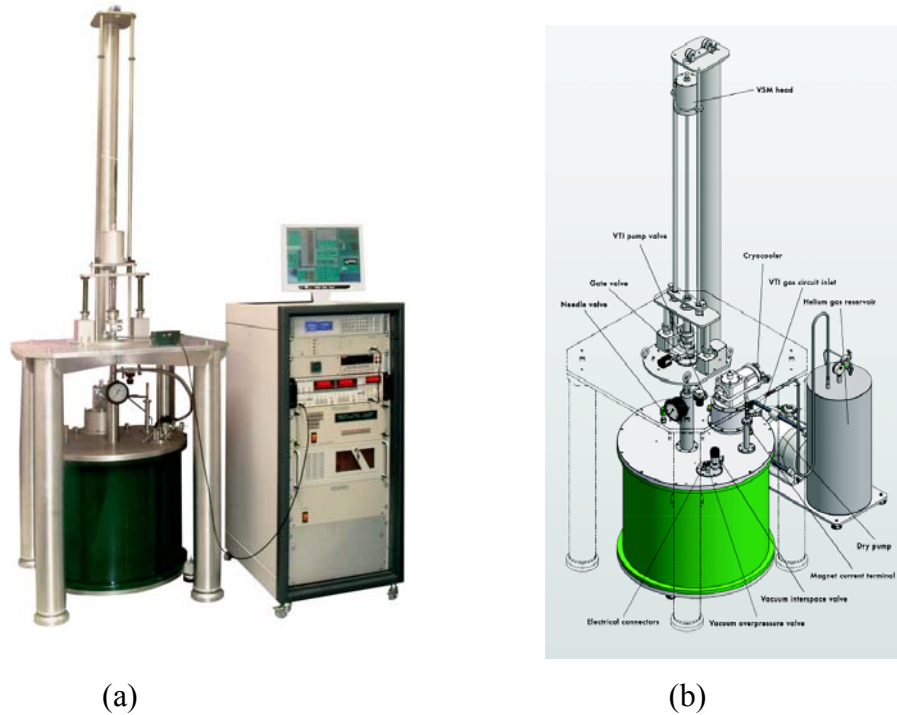 VSM head
VTI pump valve
Cryocooler
Gate valve
VTI gas circuit inlet
Needle valve
Helium gas reservoir
Dry pump
Magnet current terminal
Vacuum interspace valve
Electrical connectors
Vacuum overpressure valve
(a)
(b)